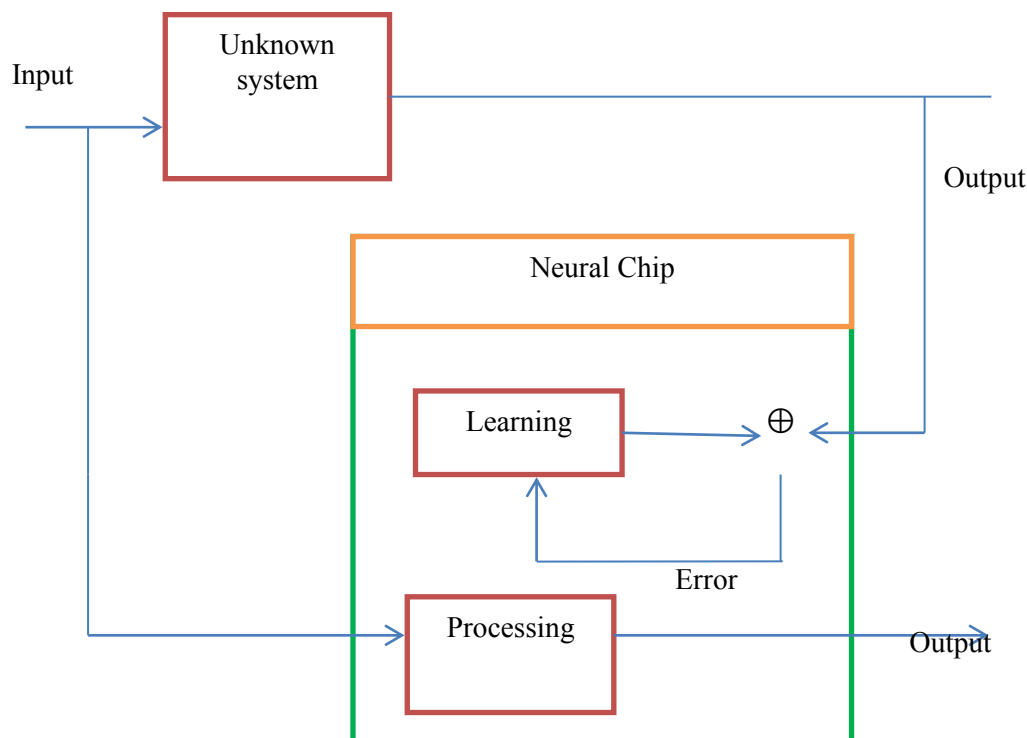 Unknown
system
Input
Output
Neural Chip
Learning
⊕
Error
Processing
Output